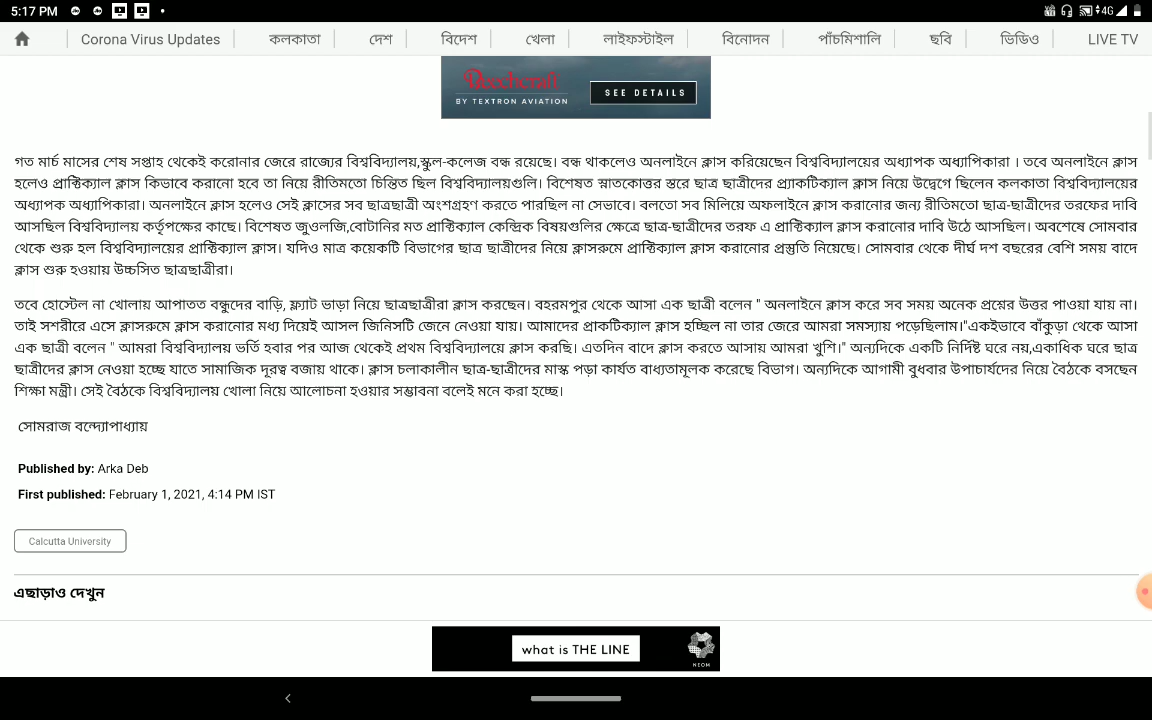 5:17 PM
4G
Corona Virus Updates কলকাতা দেশ বিদেশ খেলা লাইফস্টাইল বিনোদন পাঁচমিশালি ছবি ভিডিও LIVE TV
Beechcraft
BY TEXTRON AVIATION
SEE DETAILS
গত মার্চ মাসের শেষ সপ্তাহ থেকেই করোনার জেরে রাজ্যের বিশ্ববিদ্যালয়,স্কুল-কলেজ বন্ধ রয়েছে। বন্ধ থাকলেও অনলাইনে ক্লাস করিয়েছেন বিশ্ববিদ্যালয়ের অধ্যাপক অধ্যাপিকারা । তবে অনলাইনে ক্লাস
হলেও প্রাক্টিক্যাল ক্লাস কিভাবে করানো হবে তা নিয়ে রীতিমতো চিন্তিত ছিল বিশ্ববিদ্যালয়গুলি। বিশেষত স্নাতকোত্তর স্তরে ছাত্র ছাত্রীদের প্র্যাকটিক্যাল ক্লাস নিয়ে উদ্বেগে ছিলেন কলকাতা বিশ্ববিদ্যালয়ের
অধ্যাপক অধ্যাপিকারা। অনলাইনে ক্লাস হলেও সেই ক্লাসের সব ছাত্রছাত্রী অংশগ্রহণ করতে পারছিল না সেভাবে। বলতো সব মিলিয়ে অফলাইনে ক্লাস করানোর জন্য রীতিমতো ছাত্র-ছাত্রীদের তরফের দাবি
আসছিল বিশ্ববিদ্যালয় কর্তৃপক্ষের কাছে। বিশেষত জুওলজি,বোটানির মত প্রাক্টিক্যাল কেন্দ্রিক বিষয়গুলির ক্ষেত্রে ছাত্র-ছাত্রীদের তরফ এ প্রাক্টিক্যাল ক্লাস করানোর দাবি উঠে আসছিল। অবশেষে সোমবার
থেকে শুরু হল বিশ্ববিদ্যালয়ের প্রাক্টিক্যাল ক্লাস। যদিও মাত্র কয়েকটি বিভাগের ছাত্র ছাত্রীদের নিয়ে ক্লাসরুমে প্রাক্টিক্যাল ক্লাস করানোর প্রস্তুতি নিয়েছে। সোমবার থেকে দীর্ঘ দশ বছরের বেশি সময় বাদে
ক্লাস শুরু হওয়ায় উচ্চসিত ছাত্রছাত্রীরা।
তবে হোস্টেল না খোলায় আপাতত বন্ধুদের বাড়ি, ফ্ল্যাট ভাড়া নিয়ে ছাত্রছাত্রীরা ক্লাস করছেন। বহরমপুর থেকে আসা এক ছাত্রী বলেন " অনলাইনে ক্লাস করে সব সময় অনেক প্রশ্নের উত্তর পাওয়া যায় না।
তাই সশরীরে এসে ক্লাসরুমে ক্লাস করানোর মধ্য দিয়েই আসল জিনিসটি জেনে নেওয়া যায়। আমাদের প্রাকটিক্যাল ক্লাস হচ্ছিল না তার জেরে আমরা সমস্যায় পড়েছিলাম।"একইভাবে বাঁকুড়া থেকে আসা
এক ছাত্রী বলেন " আমরা বিশ্ববিদ্যালয় ভর্তি হবার পর আজ থেকেই প্রথম বিশ্ববিদ্যালয়ে ক্লাস করছি। এতদিন বাদে ক্লাস করতে আসায় আমরা খুশি।" অন্যদিকে একটি নির্দিষ্ট ঘরে নয়,একাধিক ঘরে ছাত্র
ছাত্রীদের ক্লাস নেওয়া হচ্ছে যাতে সামাজিক দূরত্ব বজায় থাকে। ক্লাস চলাকালীন ছাত্র-ছাত্রীদের মাস্ক পড়া কার্যত বাধ্যতামূলক করেছে বিভাগ। অন্যদিকে আগামী বুধবার উপাচার্যদের নিয়ে বৈঠকে বসছেন
শিক্ষা মন্ত্রী। সেই বৈঠকে বিশ্ববিদ্যালয় খোলা নিয়ে আলোচনা হওয়ার সম্ভাবনা বলেই মনে করা হচ্ছে।
সোমরাজ বন্দ্যোপাধ্যায়
Published by: Arka Deb
First published: February 1, 2021, 4:14 PM IST
Calcutta University
এছাড়াও দেখুন
what is THE LINE
NEOM